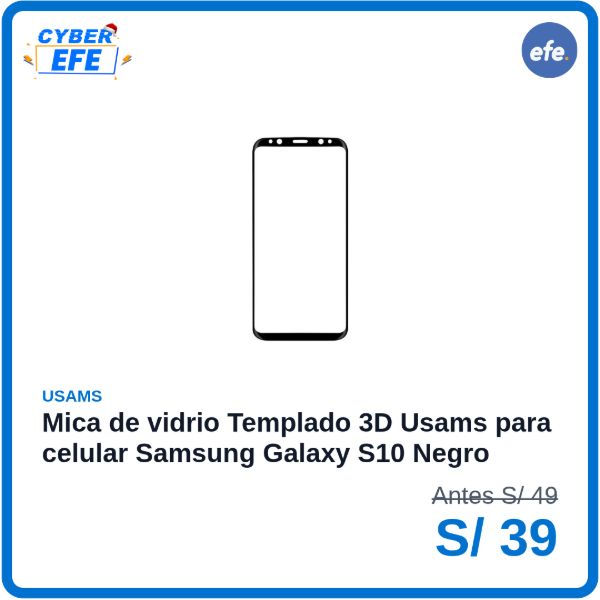 CYBER
EFE
efe.
USAMS
Mica de vidrio Templado 3D Usams para
celular Samsung Galaxy S10 Negro
Antes S/ 49
S/ 39